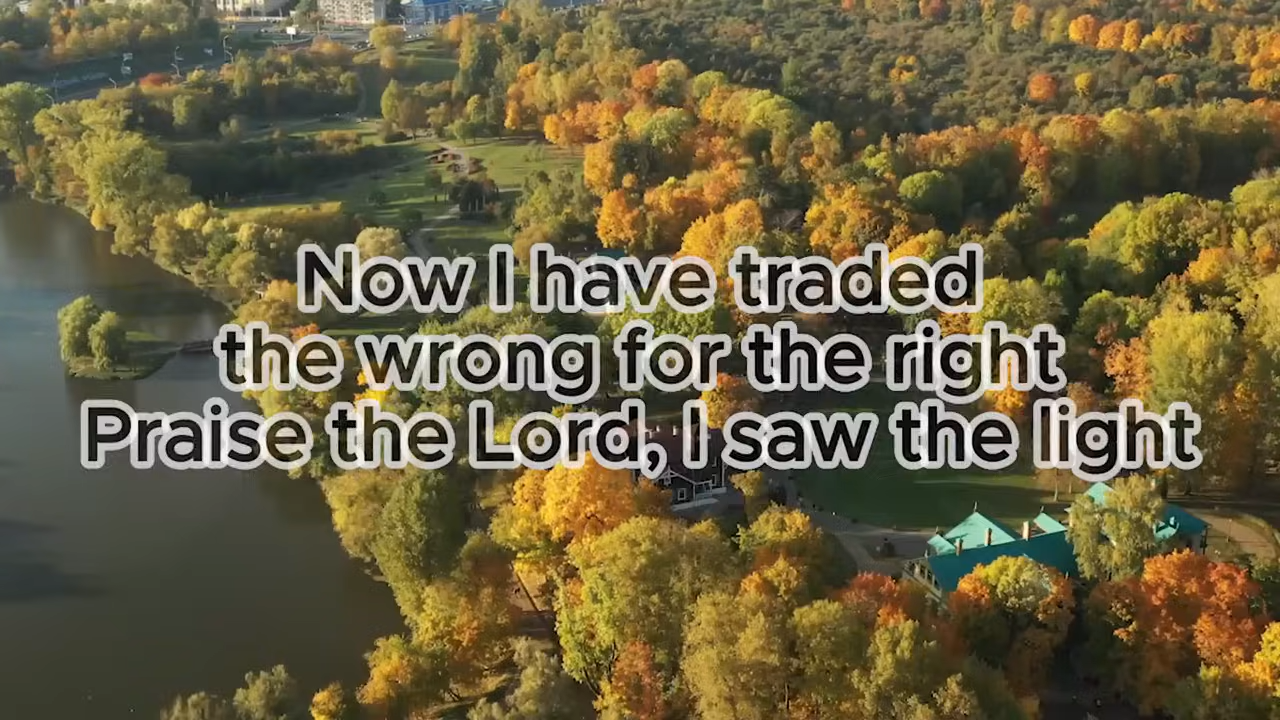 Now I have traded
the wrong for the right
Praise the Lord, I saw the light